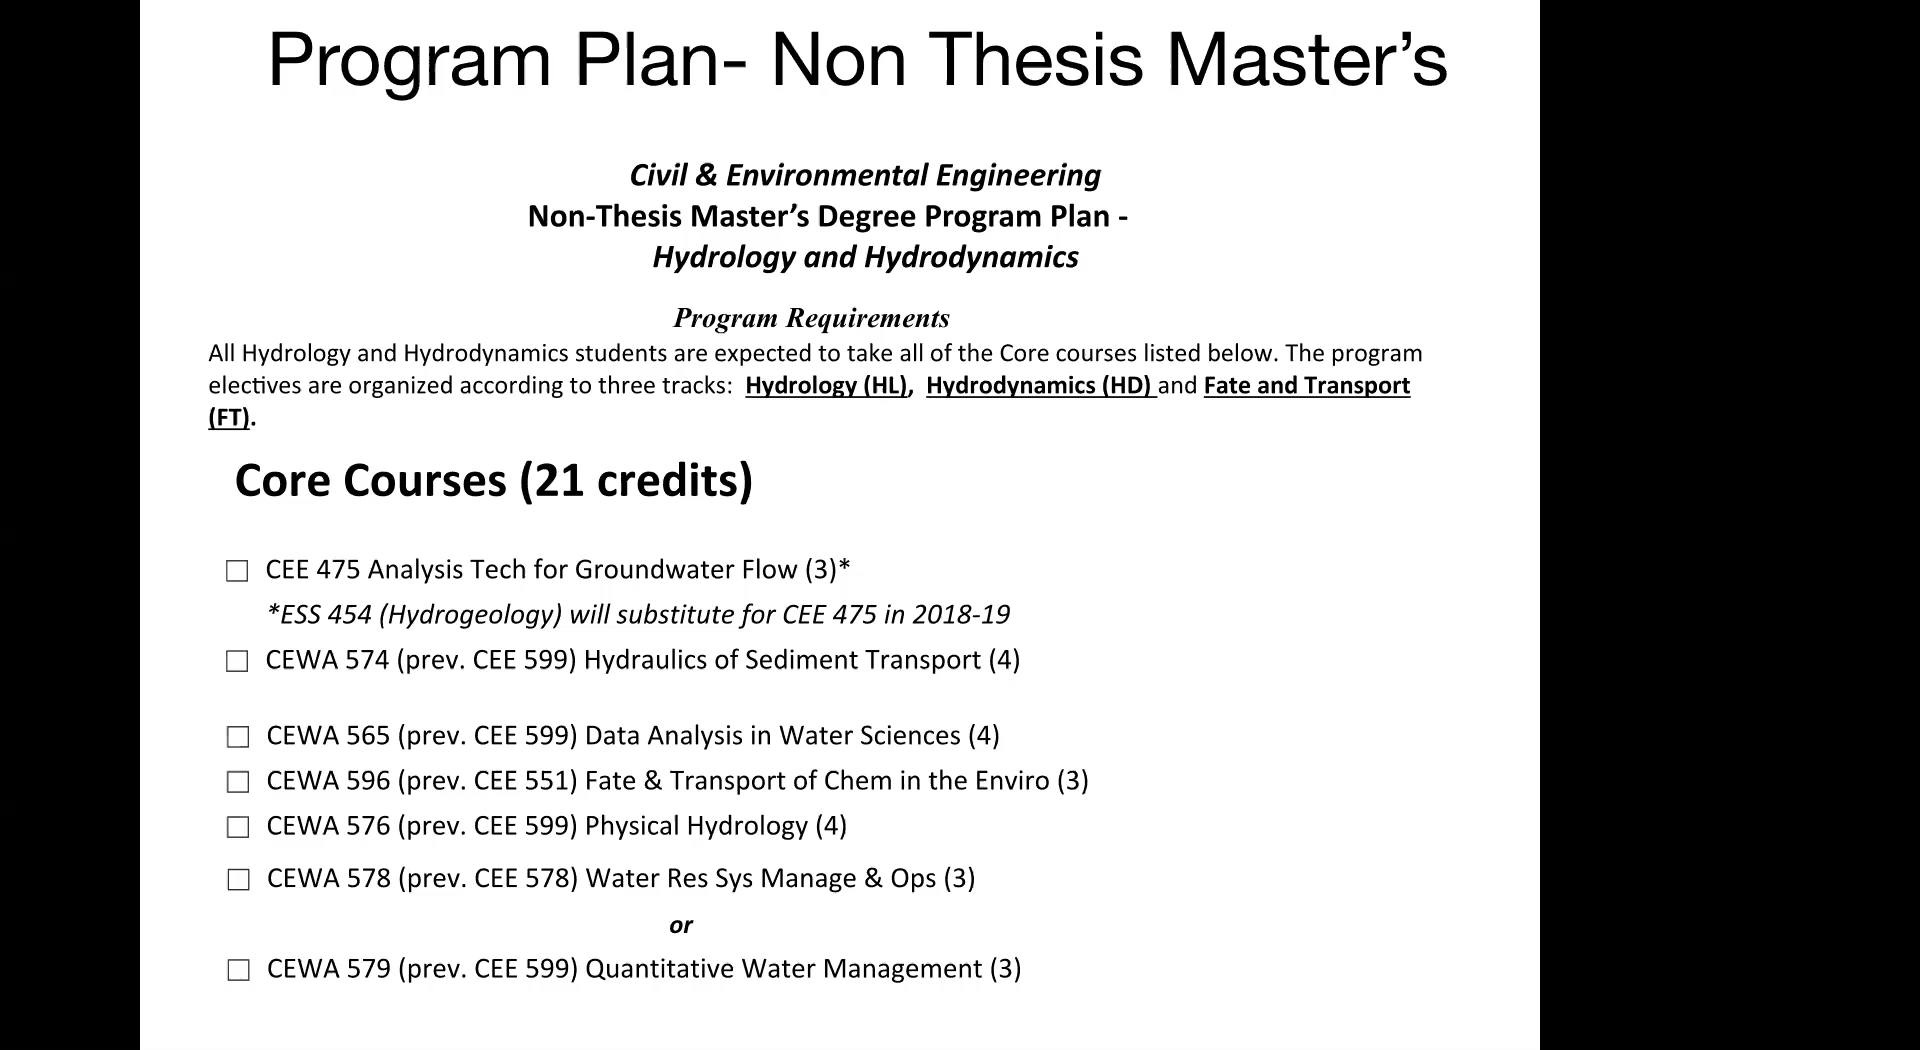 Program Plan- Non Thesis Master’s
Civil & Environmental Engineering
Non-Thesis Master’s Degree Program Plan -
Hydrology and Hydrodynamics
Program Requirements
All Hydrology and Hydrodynamics students are expected to take all of the Core courses listed below. The program
electives are organized according to three tracks: Hydrology (HL), Hydrodynamics (HD) and Fate and Transport
(FT).
Core Courses (21 credits)
CEE 475 Analysis Tech for Groundwater Flow (3)*
*ESS 454 (Hydrogeology) will substitute for CEE 475 in 2018-19
CEWA 574 (prev. CEE 599) Hydraulics of Sediment Transport (4)
CEWA 565 (prev. CEE 599) Data Analysis in Water Sciences (4)
CEWA 596 (prev. CEE 551) Fate & Transport of Chem in the Enviro (3)
CEWA 576 (prev. CEE 599) Physical Hydrology (4)
CEWA 578 (prev. CEE 578) Water Res Sys Manage & Ops (3)
or
CEWA 579 (prev. CEE 599) Quantitative Water Management (3)